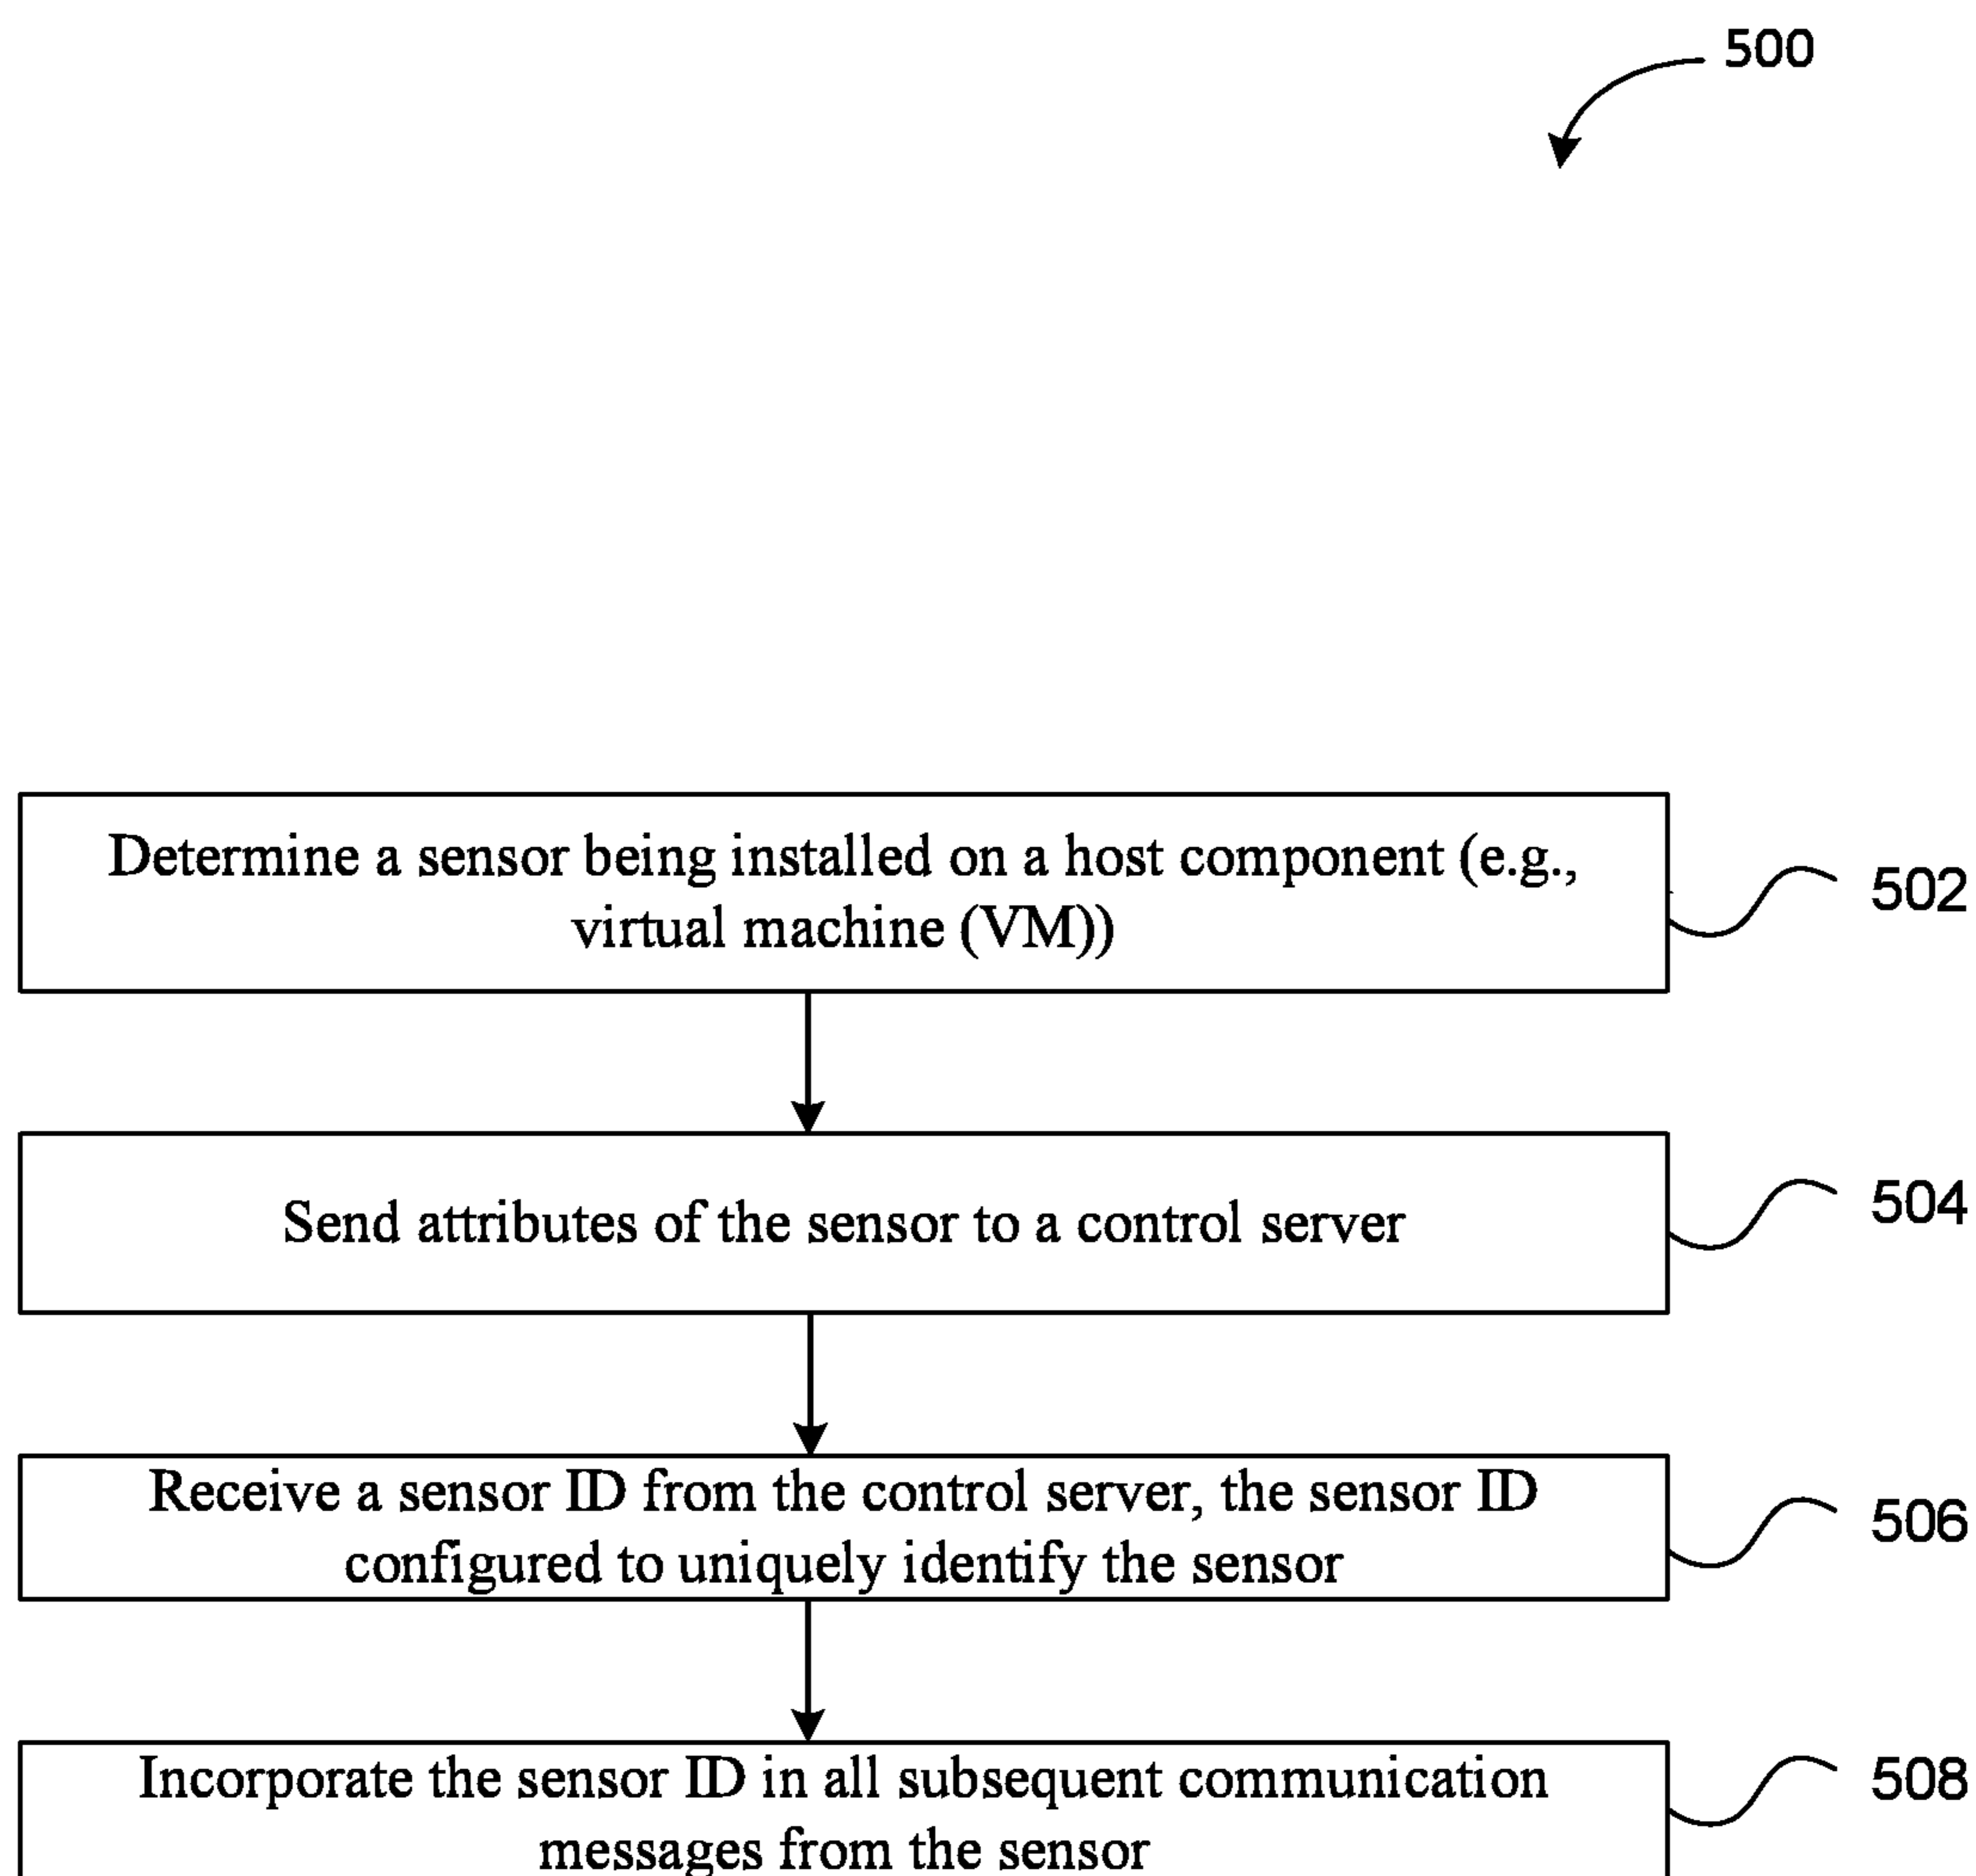 500
Determine a sensor being installed on a host component (e.g.,
virtual machine (VM))
502
Send attributes of the sensor to a control server
504
Receive a sensor ID from the control server, the sensor ID
configured to uniquely identify the sensor
506
Incorporate the sensor ID in all subsequent communication
messages from the sensor
508